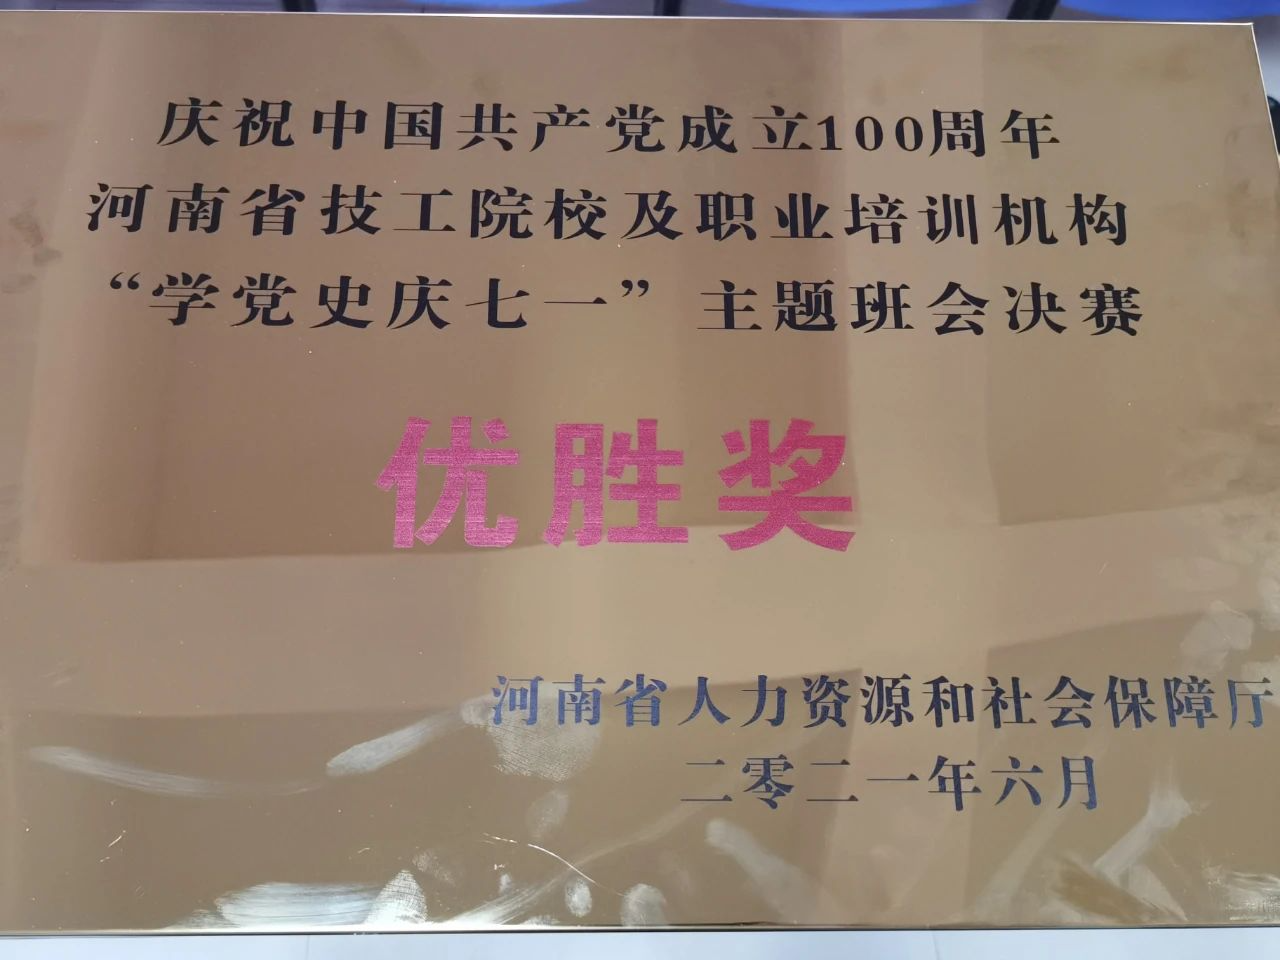 庆祝中国共产党成立100周年
河南省技工院校及职业培训机构
“学党史庆七一”主题班会决赛
优胜奖
河南省人力资源和社会保障厅
二零二一年六月